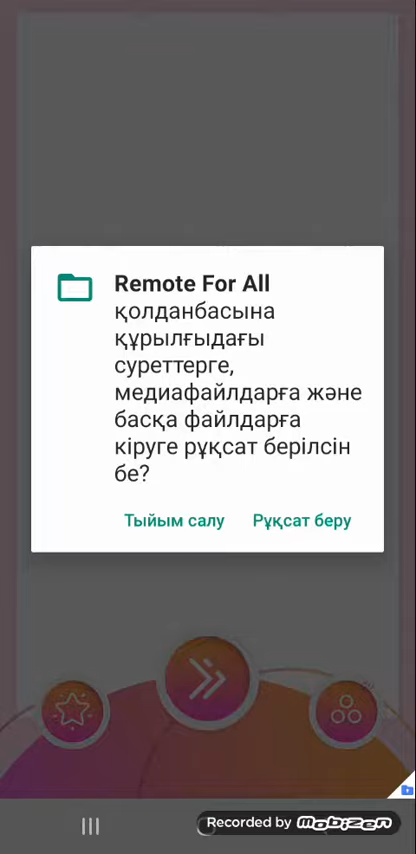 Remote For All
қолданбасына
құрылғыдағы
суреттерге,
медиафайлдарға және
басқа файлдарға
кіруге рұқсат берілсін
бе?
Тыйым салу
Рұқсат беру
Recorded by Mobizen